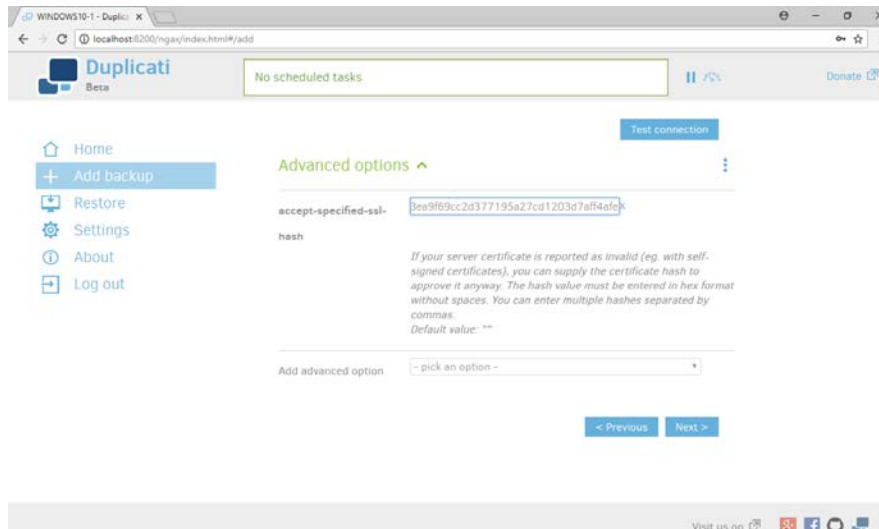 WINDOWS10-1 - Duplica
localhost:8200/ngax/index.html#/add
Duplicati
Beta
No scheduled tasks
Donate
Home
Add backup
Restore
Settings
About
Log out
Test connection
Advanced options
accept-specified-ssl-
hash
3ea9f69cc2d377195a27cd1203d7aff4afe
If your server certificate is reported as invalid (eg. with self-
signed certificates), you can supply the certificate hash to
approve it anyway. The hash value must be entered in hex format
without spaces. You can enter multiple hashes separated by
commas.
Default value: ""
Add advanced option
- pick an option -
< Previous
Next >
Visit us on